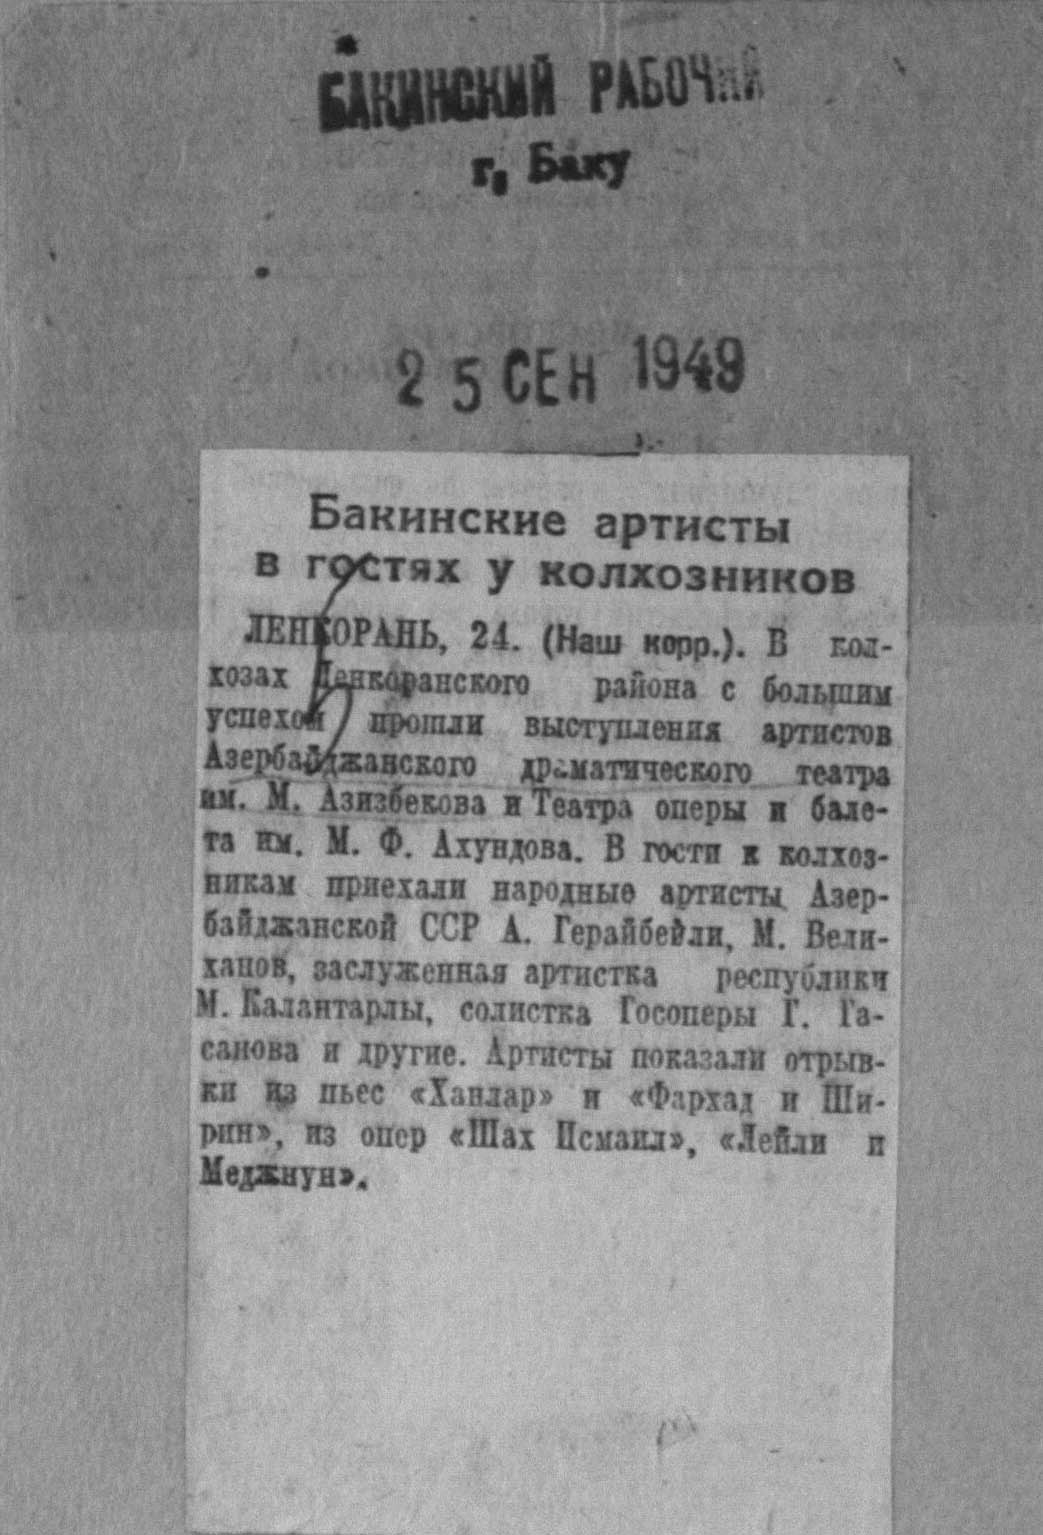 БАКИНСКИЙ РАБОЧИЙ
г. Баку
25 СЕН 1949
Бакинские артисты
в гостях у колхозников
ЛЕНКОРАНЬ, 24. (Наш корр.). В кол-
хозах Ленкоранского района с большим
успехом прошли выступления артистов
Азербайджанского драматического театра
им. М. Азизбекова и Театра оперы и бале-
та им. М. Ф. Ахундова. В гости к колхоз-
никам приехали народные артисты Азер-
байджанской ССР А. Герайбейли, М. Вели-
ханов, заслуженная артистка республики
М. Калантарлы, солистка Госоперы Г. Га-
санова и другие. Артисты показали отрыв-
ки из пьес «Ханлар» и «Фархад и Ши-
рин», из опер «Шах Исмаил», «Лейли и
Меджнун».